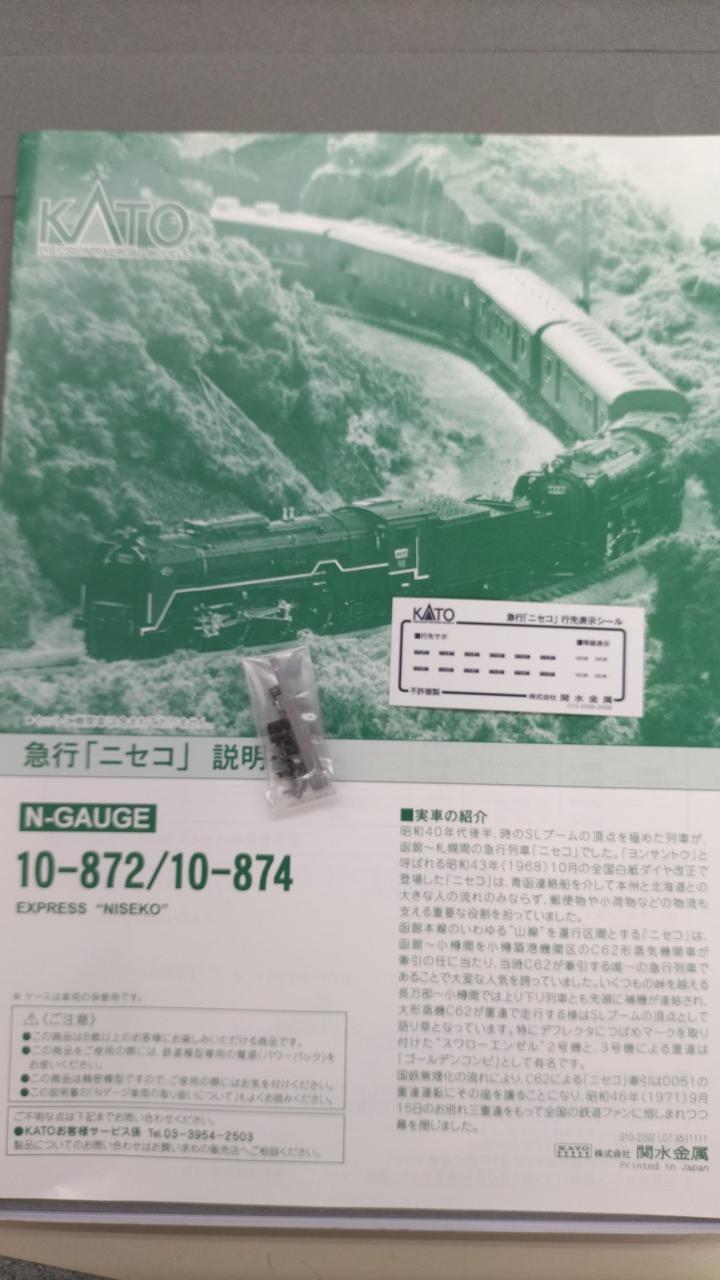 KATO
PRECISION RAILROAD MODELS
KATO
急行「ニセコ」 行先表示シール
■行先サボ
■等級表示
不許複製
株式会社 関水金属
急行「ニセコ」 説明
N-GAUGE
10-872/10-874
EXPRESS “NISEKO”
※ ケースは車両の保管用です。
⚠〈ご注意〉
●この商品は8歳以上のお客様にお楽しみいただける商品です。
●この商品をご使用の際には、鉄道模型専用の電源(パワーパック)を
お使いください。
●この商品は精密模型ですので、ご使用の際にはお気を付けください。
●この説明書の「Nゲージ車両の取り扱いについて」もよくお読みください。
ご不明な点は下記までお問い合わせください。
●KATOお客様サービス係 Tel.03-3954-2503
製品についてのお問い合わせはお買い求めの販売店へご相談ください。
■実車の紹介
昭和40年代後半、時のSLブームの頂点を極めた列車が、
函館～札幌間の急行列車「ニセコ」でした。「ヨンサントウ」と
呼ばれる昭和43年(1968)10月の全国白紙ダイヤ改正で
登場した「ニセコ」は、青函連絡船を介して本州と北海道との
大きな人の流れのみならず、郵便物や小荷物などの物流も
支える重要な役割を担っていました。
函館本線のいわゆる“山線”を運行区間とする「ニセコ」は、
函館～小樽間を小樽築港機関区のC62形蒸気機関車が
牽引の任に当たり、当時C62が牽引する唯一の急行列車で
あることで大変な人気を誇っていました。いくつもの峠を越える
長万部～小樽間では上り下り列車とも先頭に補機が連結され、
大形蒸機C62が重連で走行する様はSLブームの頂点として
語り草となっています。特にデフレクタにつばめマークを取り
付けた“スワローエンゼル”2号機と、3号機による重連は
「ゴールデンコンビ」として有名です。
国鉄無煙化の流れにより、C62による「ニセコ」牽引はDD51の
重連運転にその座を譲ることになり、昭和46年(1971)9月
15日のお別れ三重連をもって全国の鉄道ファンに惜しまれつつ
幕を閉じました。
010-2292 LOT:4511111
KATO 株式会社 関水金属
Printed in Japan